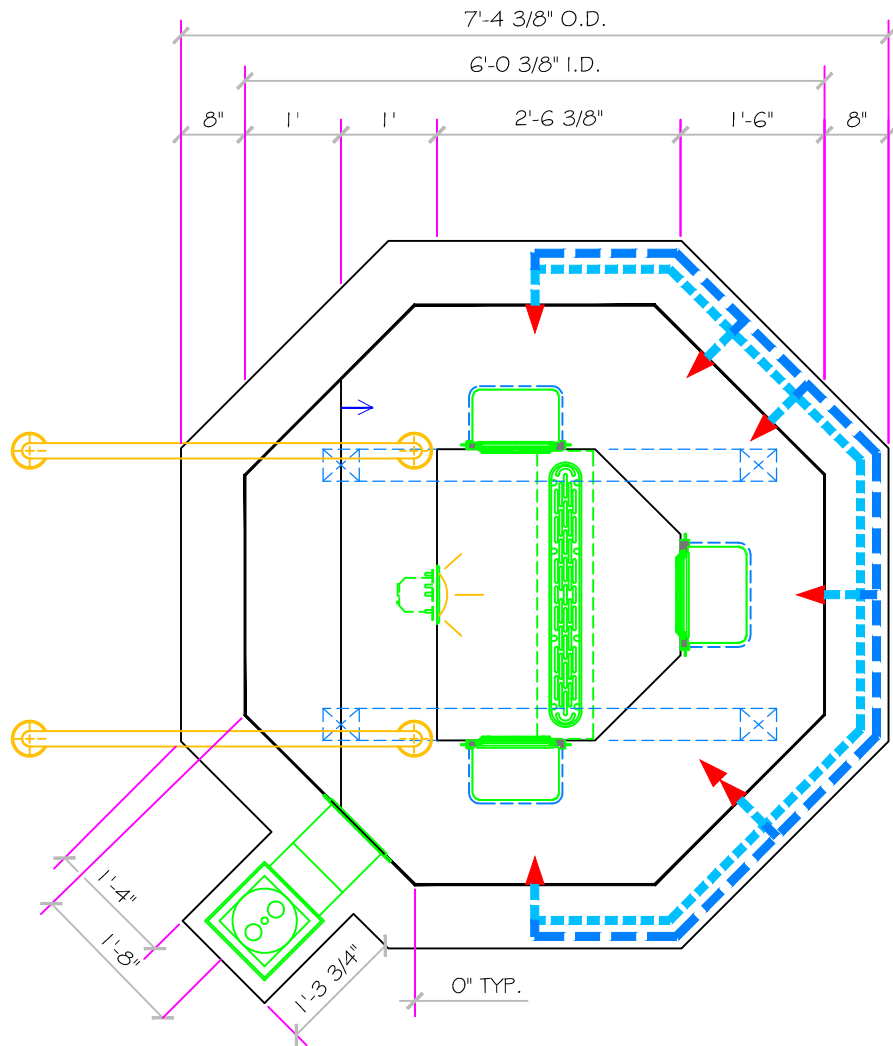 7'-4 3/8" O.D.
6'-0 3/8" I.D.
8" 1' 1' 2'-6 3/8" 1'-6" 8"
1'-4"
1'-8"
1'-3 3/4"
0" TYP.